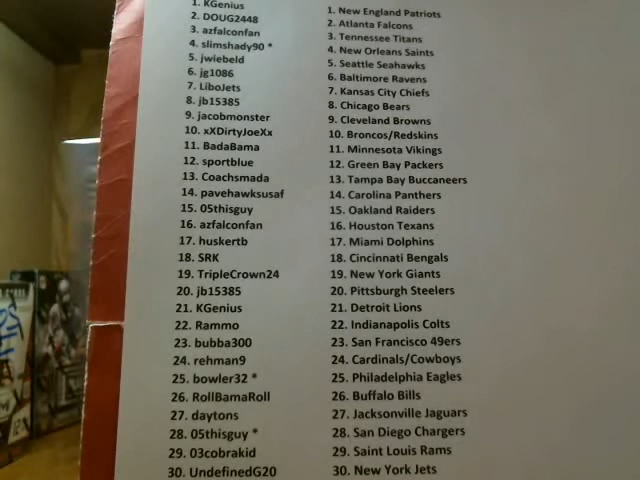 1. KGenius 1. New England Patriots
2. DOUG2448 2. Atlanta Falcons
3. azfalconfan 3. Tennessee Titans
4. slimshady90 * 4. New Orleans Saints
5. jwiebeld 5. Seattle Seahawks
6. jg1086 6. Baltimore Ravens
7. LiboJets 7. Kansas City Chiefs
8. jb15385 8. Chicago Bears
9. jacobmonster 9. Cleveland Browns
10. xXDirtyJoeXx 10. Broncos/Redskins
11. BadaBama 11. Minnesota Vikings
12. sportblue 12. Green Bay Packers
13. Coachsmada 13. Tampa Bay Buccaneers
14. pavehawksusaf 14. Carolina Panthers
15. 05thisguy 15. Oakland Raiders
16. azfalconfan 16. Houston Texans
17. huskertb 17. Miami Dolphins
18. SRK 18. Cincinnati Bengals
19. TripleCrown24 19. New York Giants
20. jb15385 20. Pittsburgh Steelers
21. KGenius 21. Detroit Lions
22. Rammo 22. Indianapolis Colts
23. bubba300 23. San Francisco 49ers
24. rehman9 24. Cardinals/Cowboys
25. bowler32 * 25. Philadelphia Eagles
26. RollBamaRoll 26. Buffalo Bills
27. daytons 27. Jacksonville Jaguars
28. 05thisguy * 28. San Diego Chargers
29. 03cobrakid 29. Saint Louis Rams
30. UndefinedG20 30. New York Jets